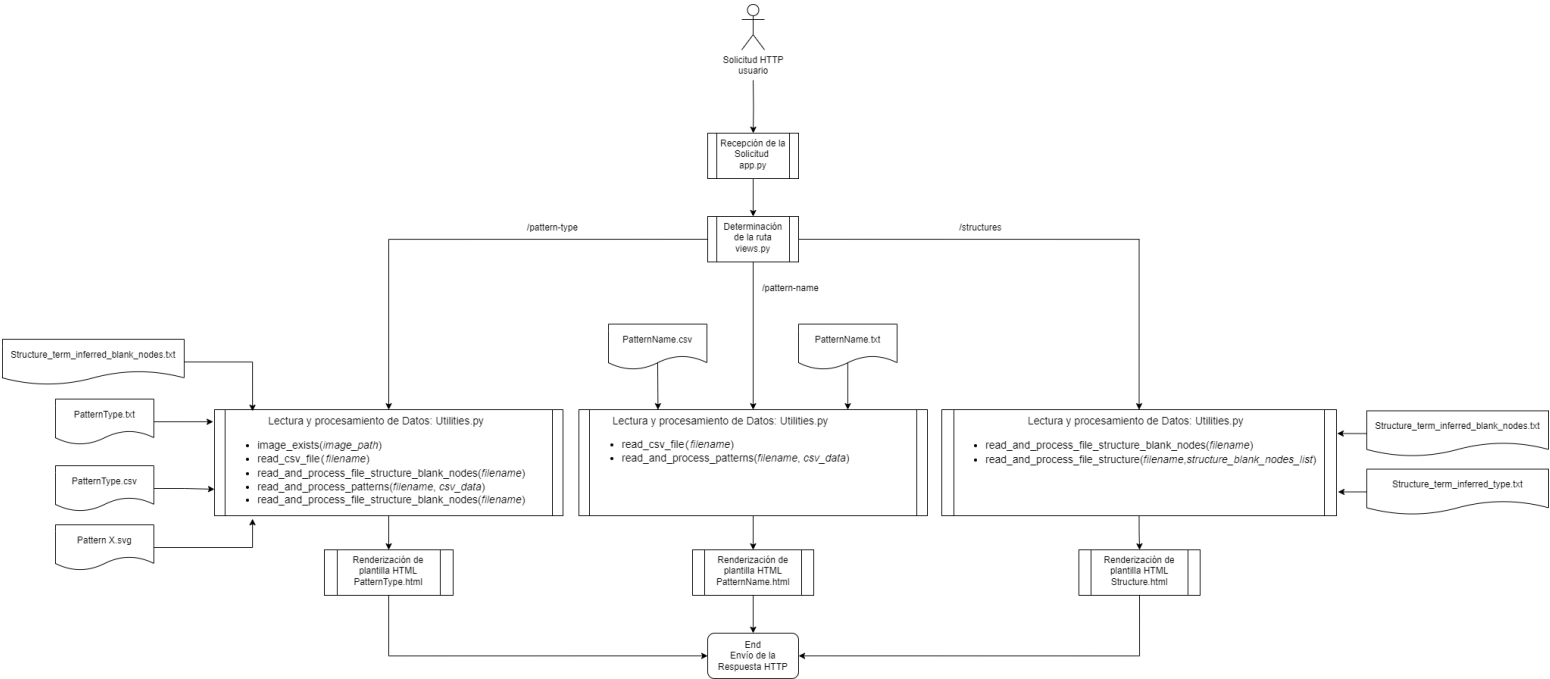 Solicitud HTTP
usuario
Recepción de la
Solicitud
app.py
Determinación
de la ruta
views.py
/pattern-type
/structures
/pattern-name
Structure_term_inferred_blank_nodes.txt
PatternType.txt
PatternType.csv
Pattern X.svg
PatternName.csv
PatternName.txt
Lectura y procesamiento de Datos: Utilities.py
• image_exists(image_path)
• read_csv_file(filename)
• read_and_process_file_structure_blank_nodes(filename)
• read_and_process_patterns(filename, csv_data)
• read_and_process_file_structure_blank_nodes(filename)
Lectura y procesamiento de Datos: Utilities.py
• read_csv_file(filename)
• read_and_process_patterns(filename, csv_data)
Lectura y procesamiento de Datos: Utilities.py
• read_and_process_file_structure_blank_nodes(filename)
• read_and_process_file_structure(filename,structure_blank_nodes_list)
Structure_term_inferred_blank_nodes.txt
Structure_term_inferred_type.txt
Renderización de
plantilla HTML
PatternType.html
Renderización de
plantilla HTML
PatternName.html
Renderización de
plantilla HTML
Structure.html
End
Envío de la
Respuesta HTTP